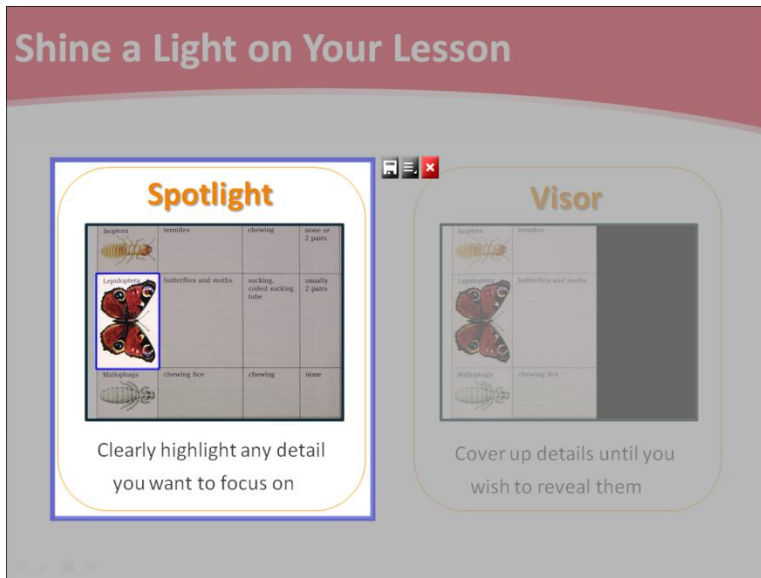 Shine a Light on Your Lesson
Spotlight
Isoptera termites chewing none or
2 pairs
Lepidoptera butterflies and moths sucking, usually
coiled sucking 2 pairs
tube
Mallophaga chewing lice chewing none
Clearly highlight any detail
you want to focus on
Visor
Isoptera termites
Lepidoptera butterflies and moths
Mallophaga chewing lice
Cover up details until you
wish to reveal them